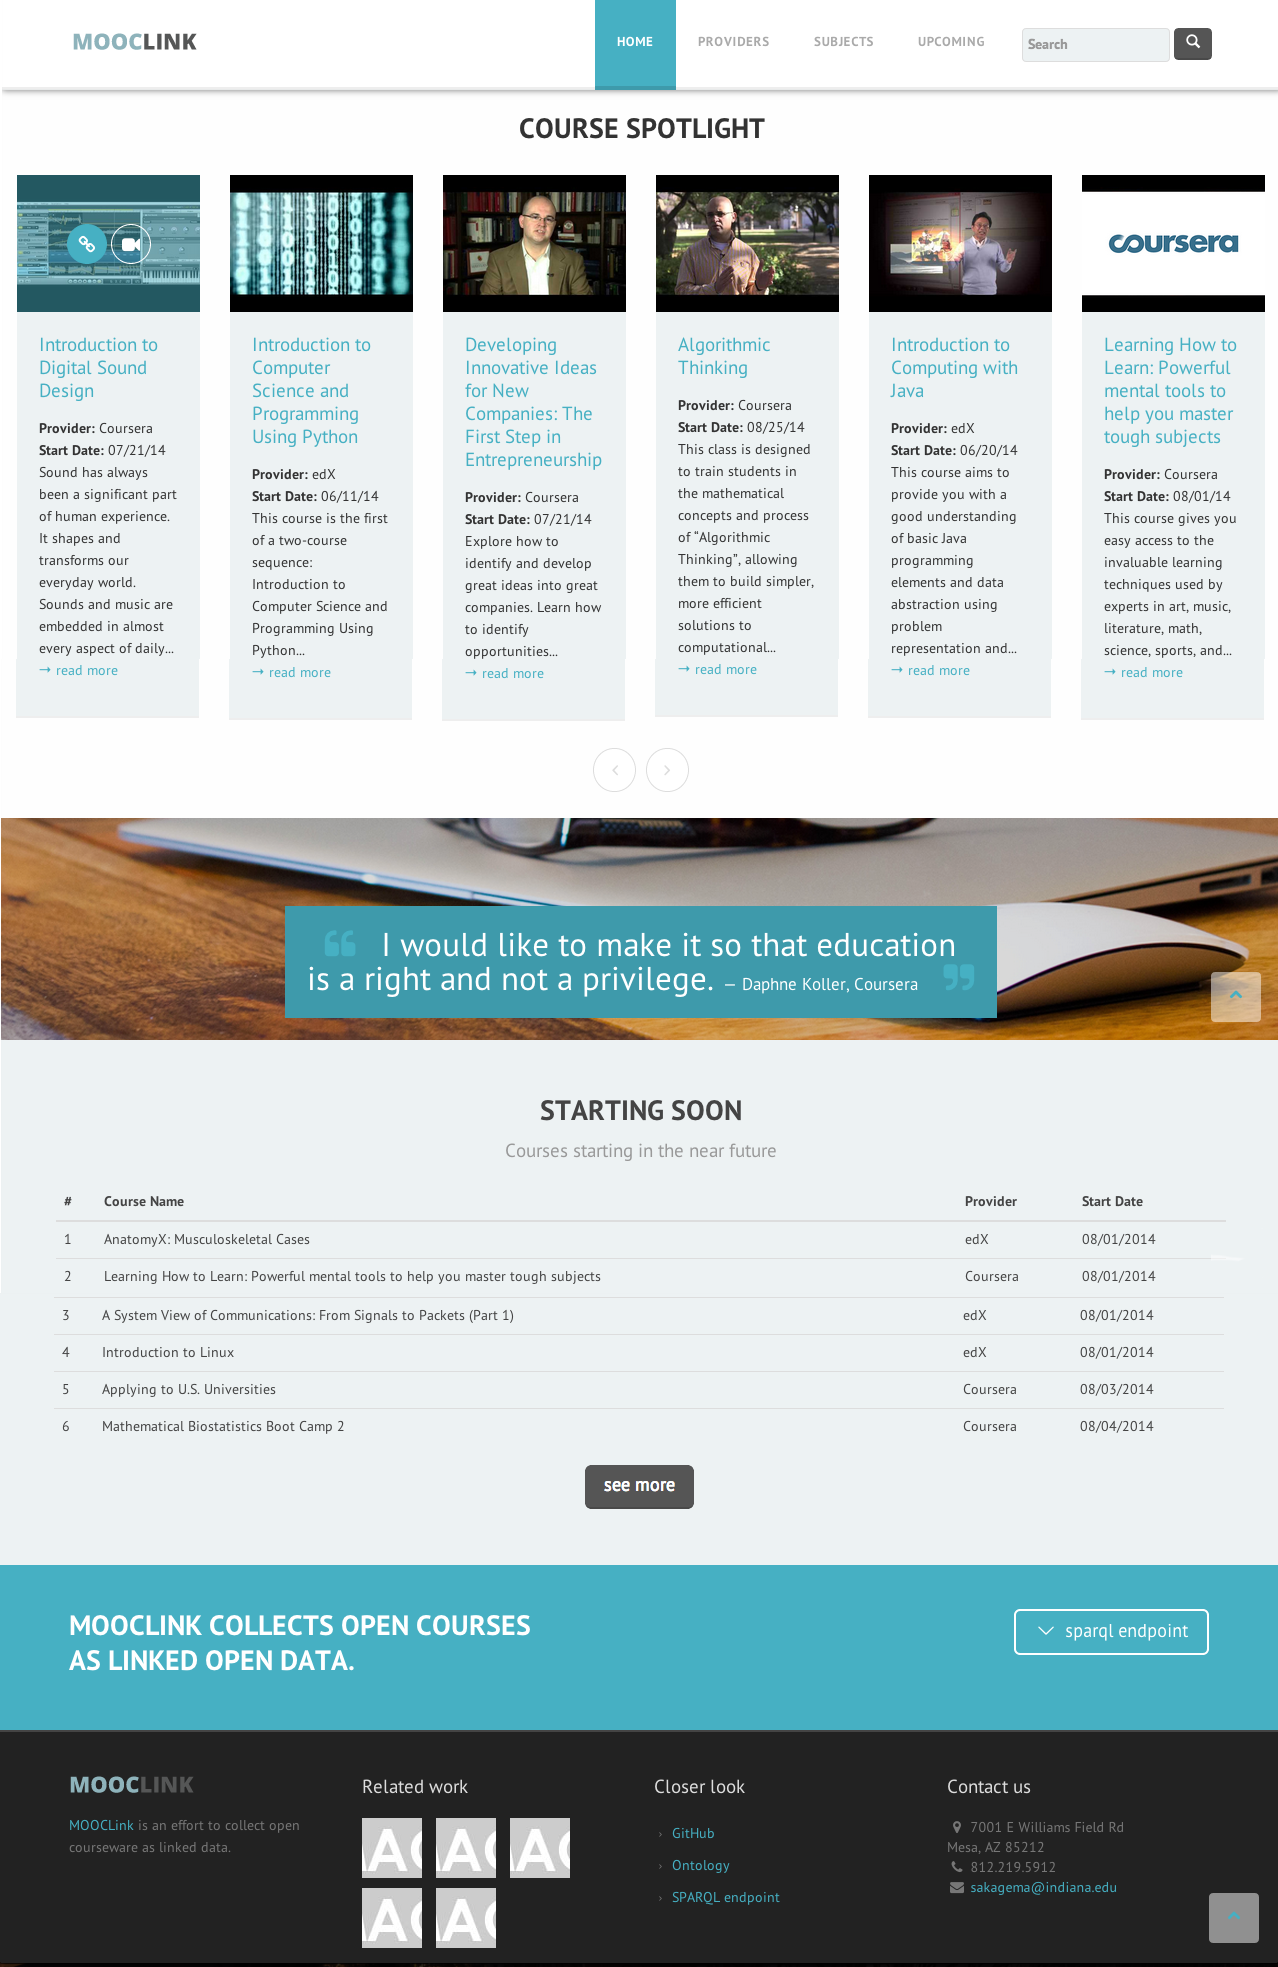 MOOCLINK
HOME
PROVIDERS
SUBJECTS
UPCOMING
Search
COURSE SPOTLIGHT
Introduction to
Digital Sound
Design
Provider: Coursera
Start Date: 07/21/14
Sound has always
been a significant part
of human experience.
It shapes and
transforms our
everyday world.
Sounds and music are
embedded in almost
every aspect of daily...
→ read more
Introduction to
Computer
Science and
Programming
Using Python
Provider: edX
Start Date: 06/11/14
This course is the first
of a two-course
sequence:
Introduction to
Computer Science and
Programming Using
Python...
→ read more
Developing
Innovative Ideas
for New
Companies: The
First Step in
Entrepreneurship
Provider: Coursera
Start Date: 07/21/14
Explore how to
identify and develop
great ideas into great
companies. Learn how
to identify
opportunities...
→ read more
Algorithmic
Thinking
Provider: Coursera
Start Date: 08/25/14
This class is designed
to train students in
the mathematical
concepts and process
of “Algorithmic
Thinking”, allowing
them to build simpler,
more efficient
solutions to
computational...
→ read more
Introduction to
Computing with
Java
Provider: edX
Start Date: 06/20/14
This course aims to
provide you with a
good understanding
of basic Java
programming
elements and data
abstraction using
problem
representation and...
→ read more
coursera
Learning How to
Learn: Powerful
mental tools to
help you master
tough subjects
Provider: Coursera
Start Date: 08/01/14
This course gives you
easy access to the
invaluable learning
techniques used by
experts in art, music,
literature, math,
science, sports, and...
→ read more
“ I would like to make it so that education
is a right and not a privilege. — Daphne Koller, Coursera ”
STARTING SOON
Courses starting in the near future
# Course Name Provider Start Date
1 AnatomyX: Musculoskeletal Cases edX 08/01/2014
2 Learning How to Learn: Powerful mental tools to help you master tough subjects Coursera 08/01/2014
3 A System View of Communications: From Signals to Packets (Part 1) edX 08/01/2014
4 Introduction to Linux edX 08/01/2014
5 Applying to U.S. Universities Coursera 08/03/2014
6 Mathematical Biostatistics Boot Camp 2 Coursera 08/04/2014
see more
MOOCLINK COLLECTS OPEN COURSES
AS LINKED OPEN DATA.
sparql endpoint
MOOCLINK
MOOCLink is an effort to collect open
courseware as linked data.
Related work
Closer look
› GitHub
› Ontology
› SPARQL endpoint
Contact us
7001 E Williams Field Rd
Mesa, AZ 85212
812.219.5912
sakagema@indiana.edu